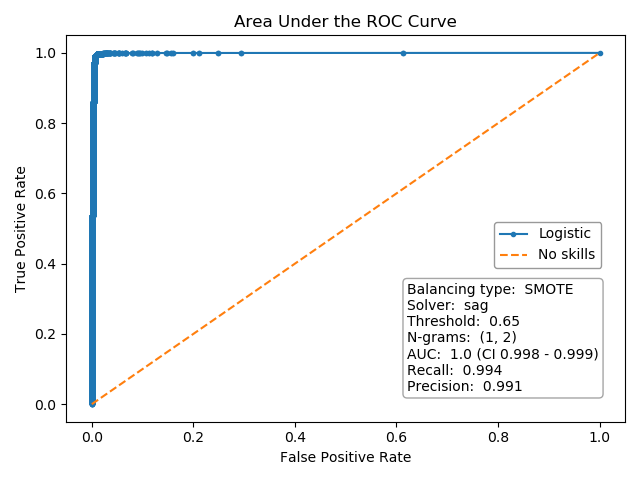 Area Under the ROC Curve
True Positive Rate
1.0
0.8
0.6
0.4
0.2
0.0
Logistic
No skills
Balancing type:  SMOTE
Solver:  sag
Threshold:  0.65
N-grams:  (1, 2)
AUC:  1.0 (CI 0.998 - 0.999)
Recall:  0.994
Precision:  0.991
0.0 0.2 0.4 0.6 0.8 1.0
False Positive Rate